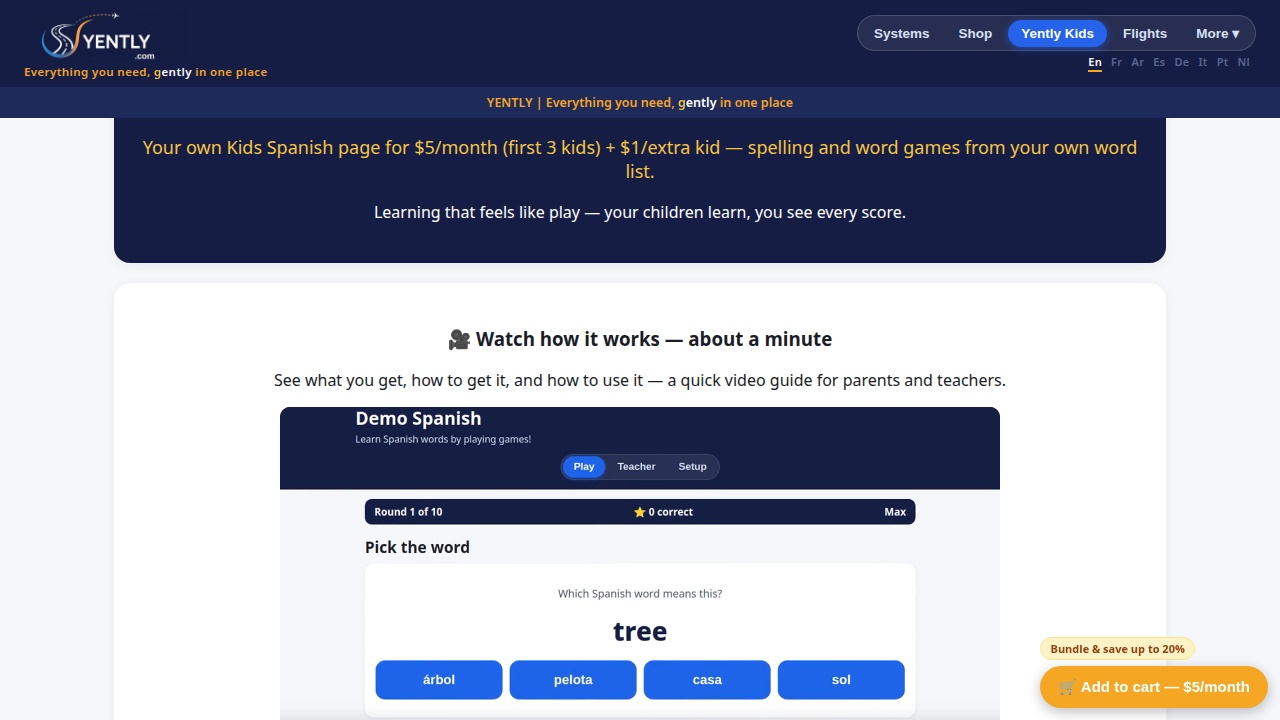 YENTLY
.com
Everything you need, gently in one place
Systems Shop Yently Kids Flights More ▾
En Fr Ar Es De It Pt Nl
YENTLY | Everything you need, gently in one place
Your own Kids Spanish page for $5/month (first 3 kids) + $1/extra kid — spelling and word games from your own word
list.
Learning that feels like play — your children learn, you see every score.
🎥 Watch how it works — about a minute
See what you get, how to get it, and how to use it — a quick video guide for parents and teachers.
Demo Spanish
Learn Spanish words by playing games!
Play Teacher Setup
Round 1 of 10 ⭐ 0 correct Max
Pick the word
Which Spanish word means this?
tree
árbol pelota casa sol
Bundle & save up to 20%
🛒 Add to cart — $5/month